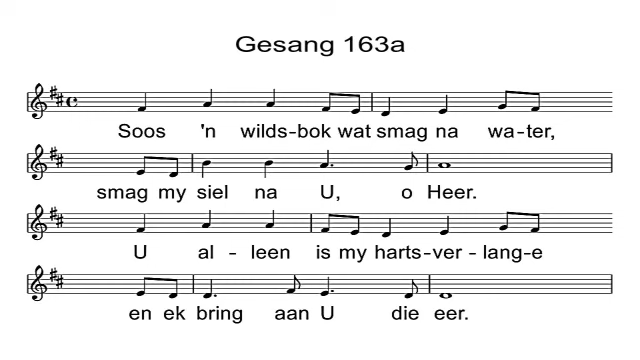 Gesang 163a
Soos 'n wilds-bok wat smag na wa-ter,
smag my siel na U, o Heer.
U al-leen is my harts-ver-lang-e
en ek bring aan U die eer.